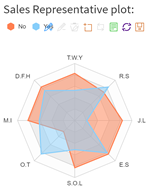 Sales Representative plot:
No Yes
T.W.Y
D.F.H R.S
M.I J.L
O.T E.S
S.O.L